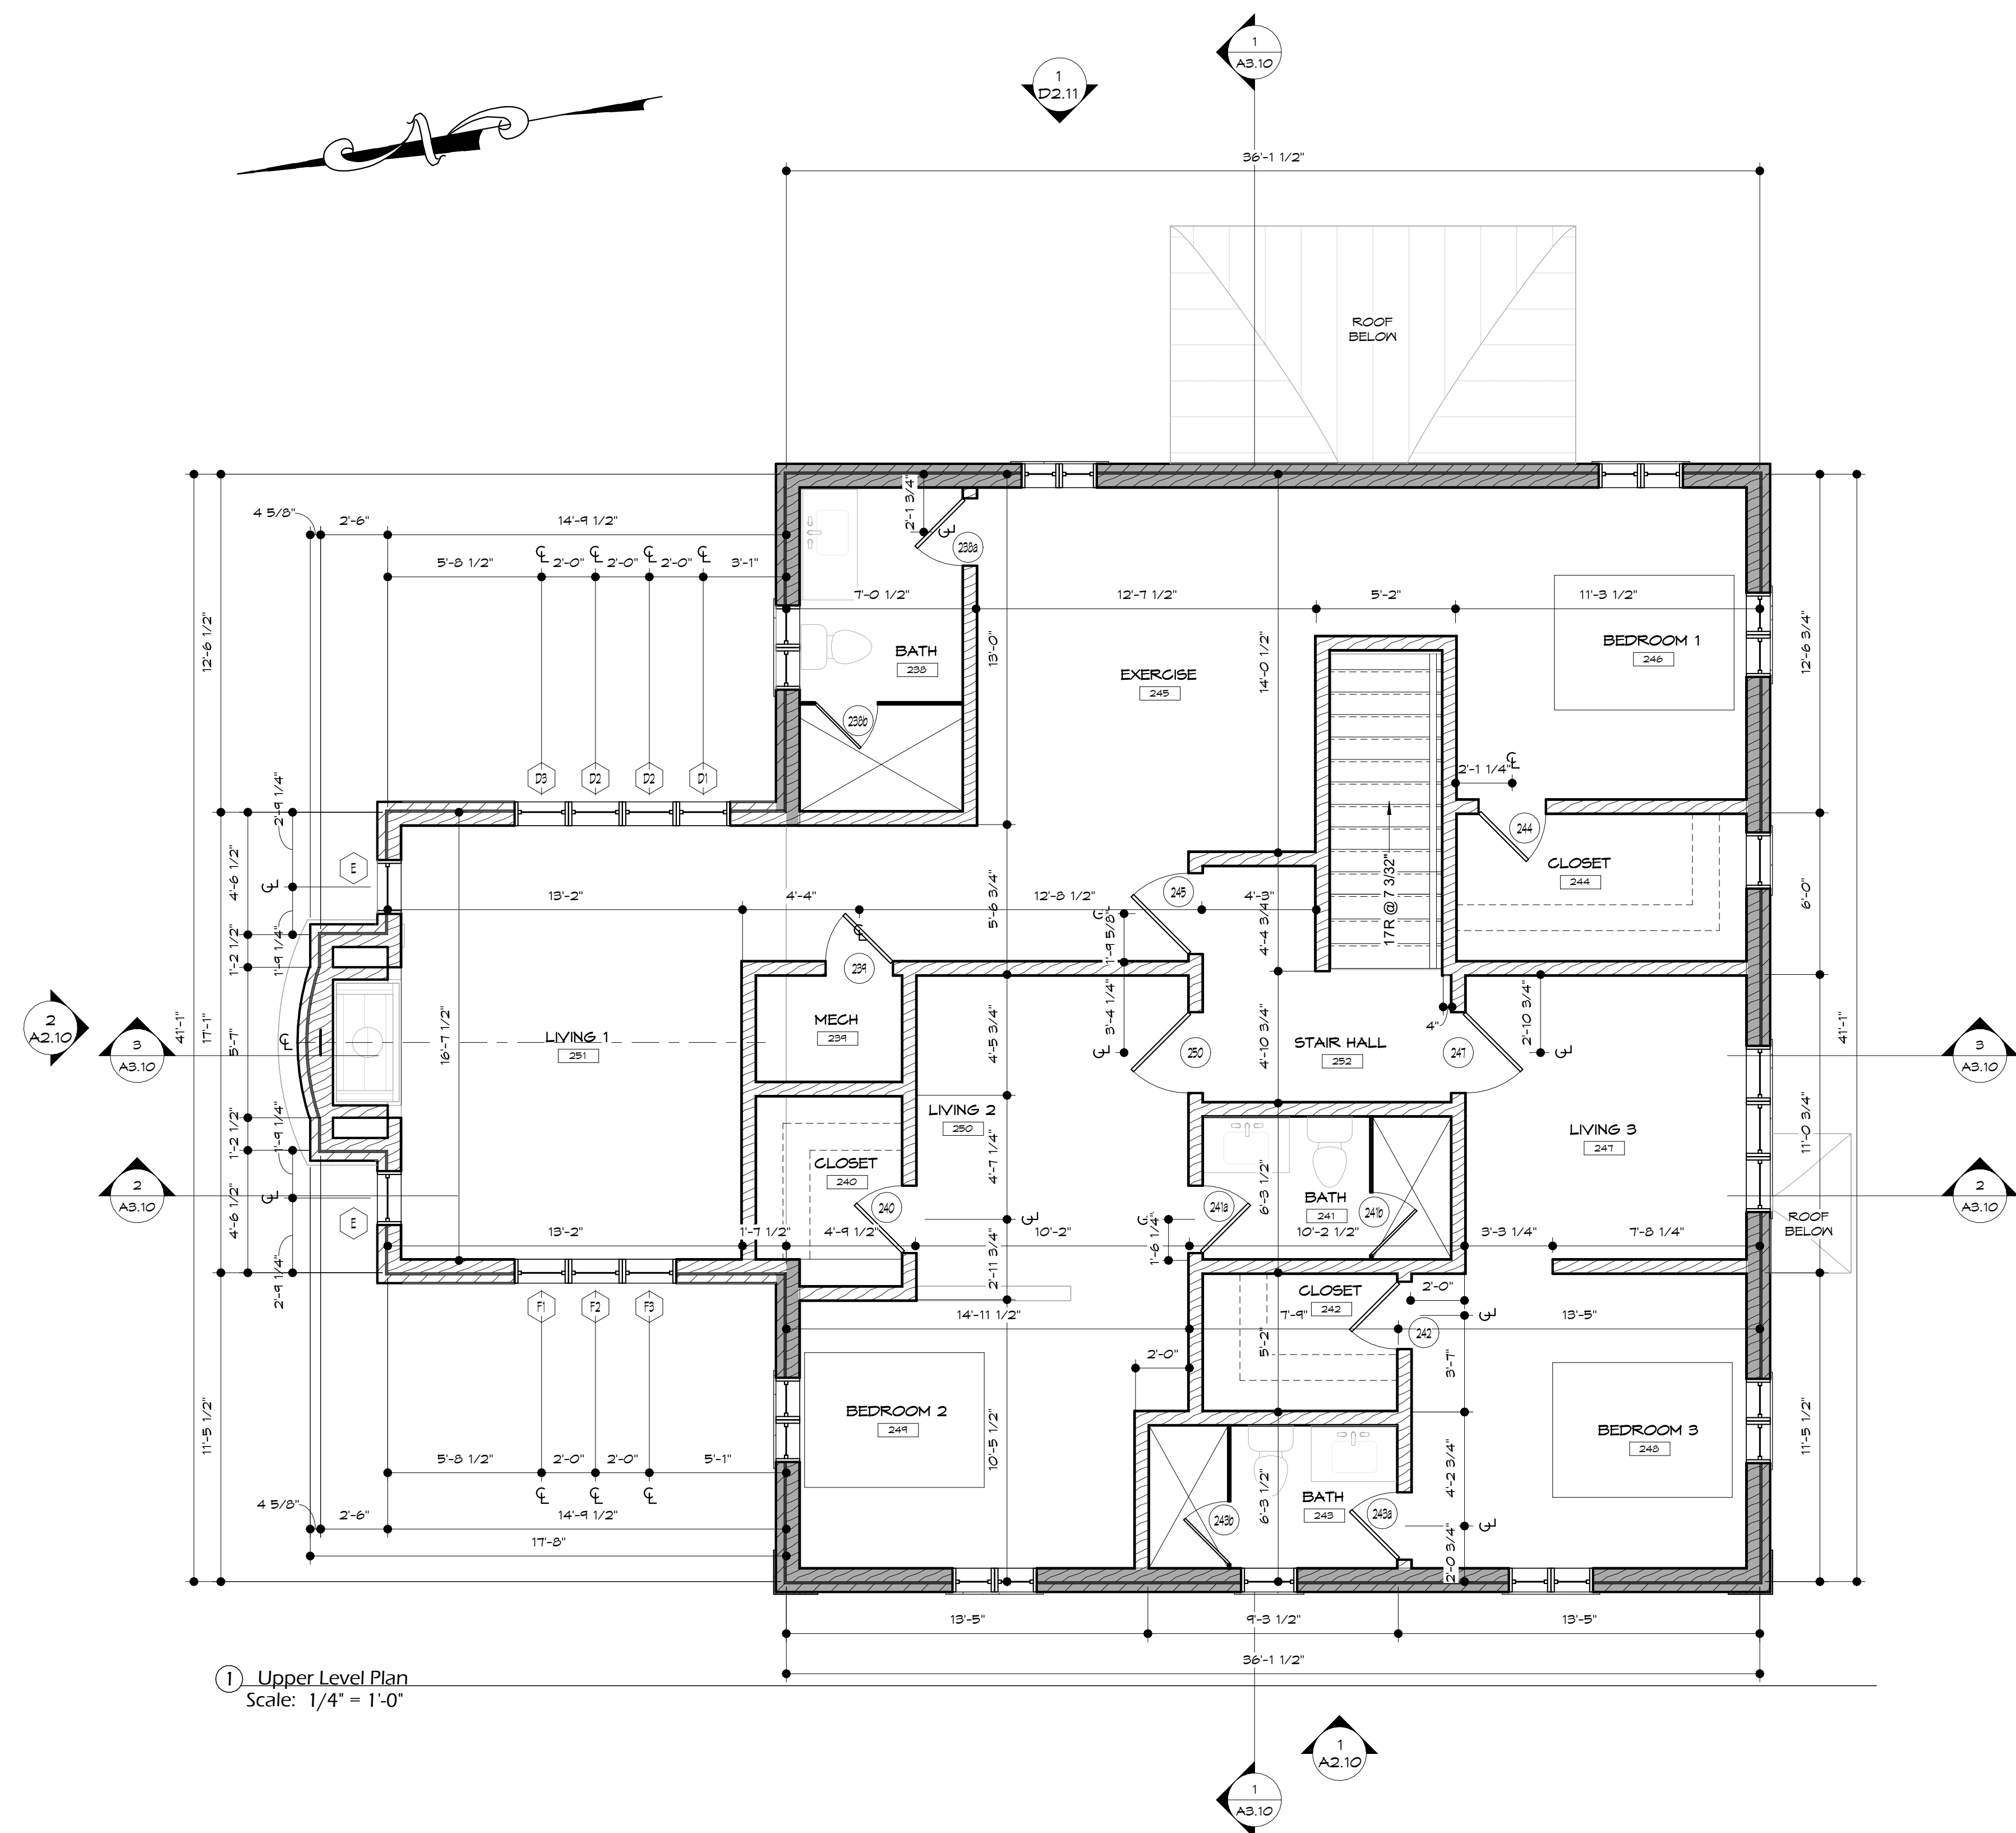 1
A3.10
1
D2.11
N
36'-1 1/2"
ROOF
BELOW
4 5/8"
2'-6"
14'-9 1/2"
2'-1 3/4"
238a
5'-8 1/2"
2'-0"
2'-0"
2'-0"
3'-1"
7'-0 1/2"
12'-7 1/2"
5'-2"
11'-3 1/2"
12'-6 1/2"
13'-0"
14'-0 1/2"
12'-6 3/4"
BATH
238
EXERCISE
245
BEDROOM 1
246
238b
D3
D2
D2
D1
2'-1 1/4"
2'-9 1/4"
244
CLOSET
244
E
4'-6 1/2"
245
17R @ 7 3/32"
13'-2"
4'-4"
12'-8 1/2"
4'-3"
5'-6 3/4"
4'-4 3/4"
6'-0"
1'-2 1/2"
1'-9 1/4"
1'-9 5/8"
239
41'-1"
17'-1"
5'-7"
16'-7 1/2"
LIVING 1
251
MECH
239
4'-5 3/4"
3'-4 1/4"
250
4'-10 3/4"
STAIR HALL
252
4"
247
2'-10 3/4"
41'-1"
2
A2.10
3
A3.10
3
A3.10
1'-2 1/2"
1'-9 1/4"
LIVING 2
250
LIVING 3
247
11'-0 3/4"
CLOSET
240
4'-7 1/4"
240
241a
6'-3 1/2"
BATH
241
241b
2
A3.10
2
A3.10
4'-6 1/2"
E
13'-2"
1'-7 1/2"
4'-9 1/2"
2'-11 3/4"
10'-2"
1'-6 1/4"
10'-2 1/2"
3'-3 1/4"
7'-8 1/4"
ROOF
BELOW
2'-9 1/4"
F1
F2
F3
14'-11 1/2"
CLOSET
242
7'-9"
2'-0"
242
13'-5"
2'-0"
5'-2"
3'-7"
11'-5 1/2"
BEDROOM 2
249
10'-5 1/2"
BEDROOM 3
248
11'-5 1/2"
5'-8 1/2"
2'-0"
2'-0"
5'-1"
4'-2 3/4"
4 5/8"
2'-6"
14'-9 1/2"
17'-8"
243b
6'-3 1/2"
BATH
243
243a
2'-0 3/4"
13'-5"
9'-3 1/2"
13'-5"
36'-1 1/2"
1 Upper Level Plan
Scale: 1/4" = 1'-0"
1
A2.10
1
A3.10